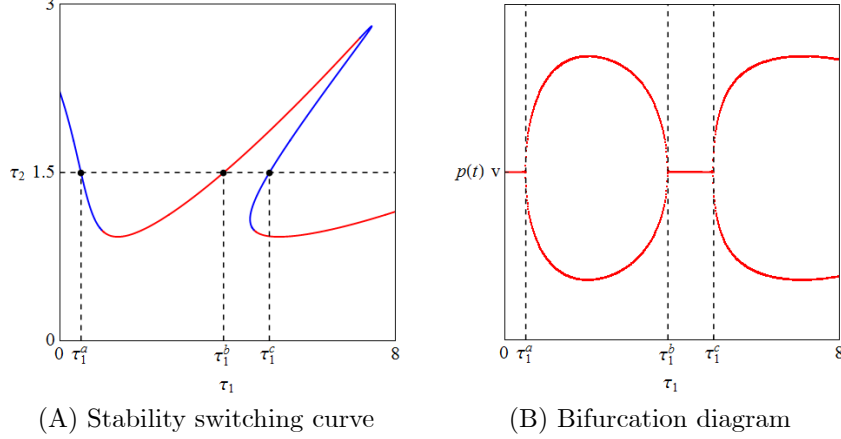 3
τ₂ 1.5
0
0 τ₁ᵃ τ₁ᵇ τ₁ᶜ 8
τ₁
(A) Stability switching curve
p(t) v
0 τ₁ᵃ τ₁ᵇ τ₁ᶜ 8
τ₁
(B) Bifurcation diagram